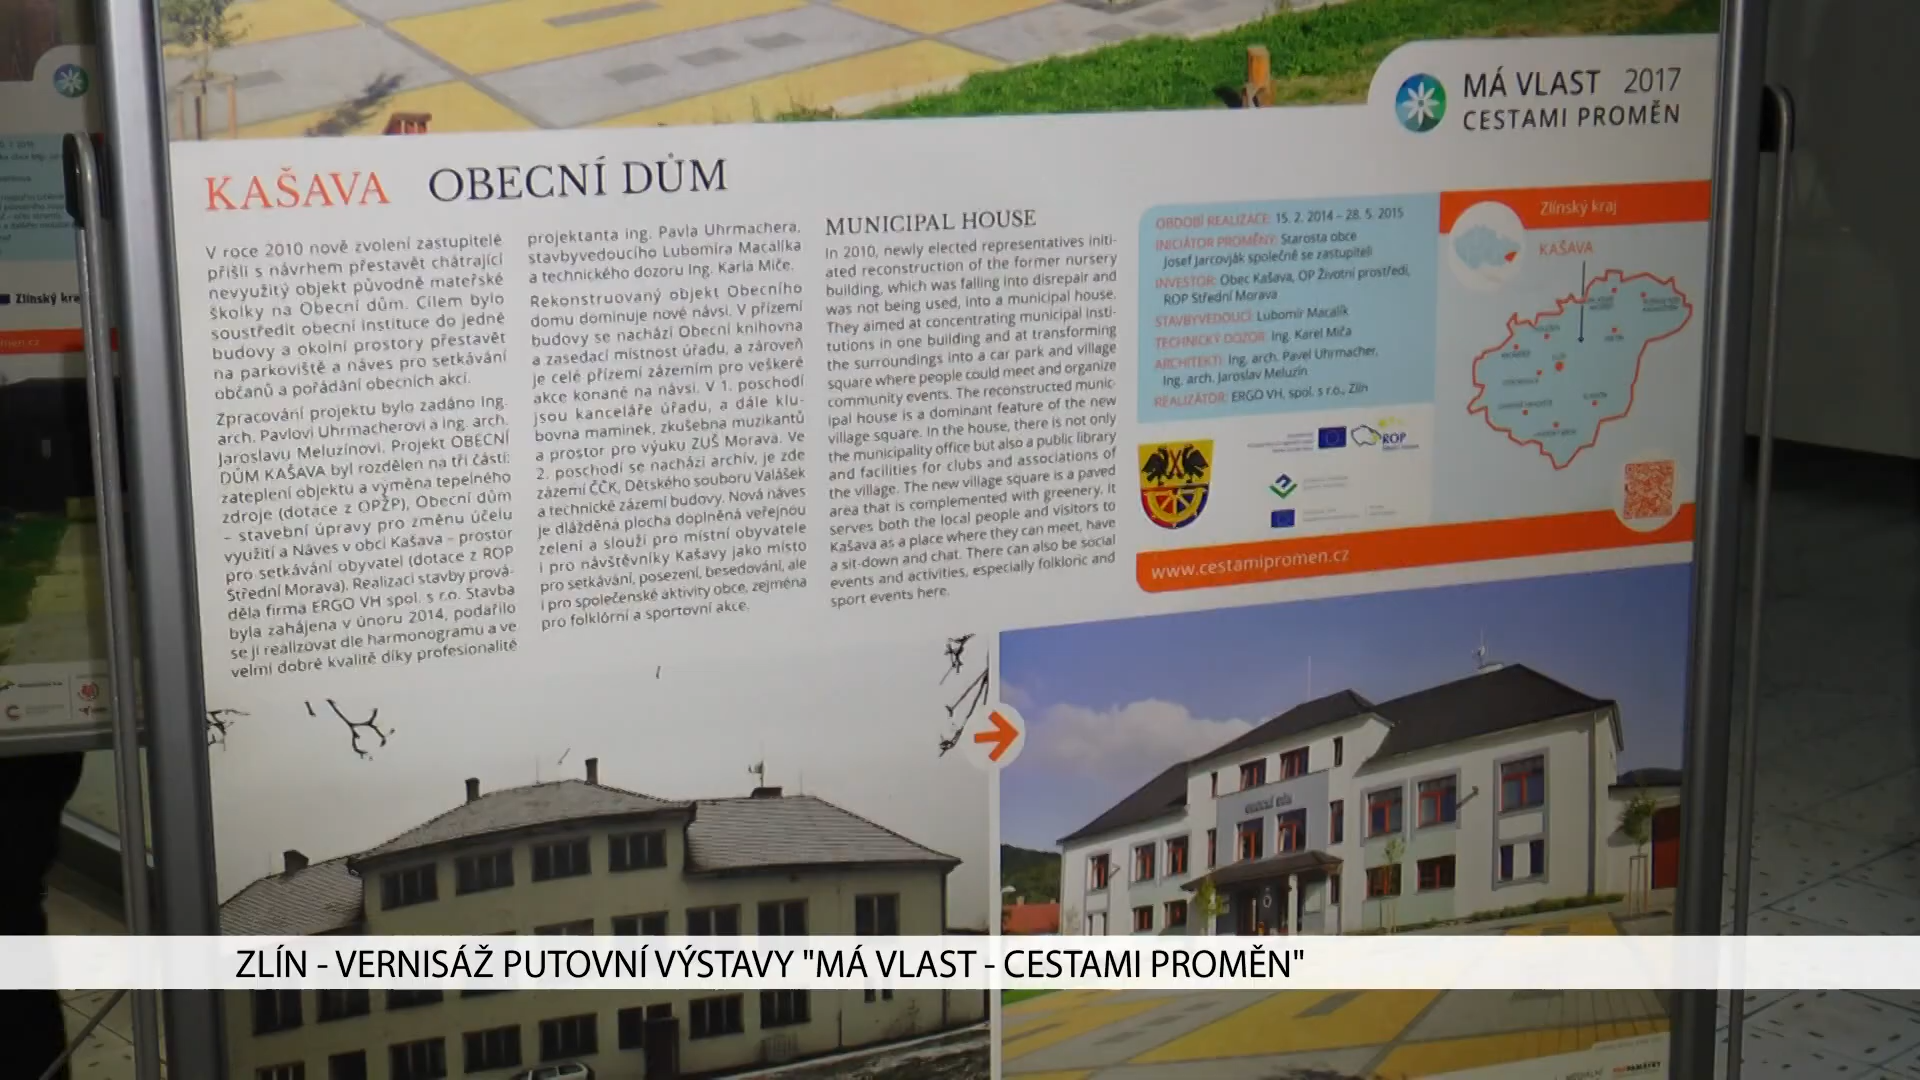 MÁ VLAST 2017
CESTAMI PROMĚN
KAŠAVA OBECNÍ DŮM
V roce 2010 nově zvolení zastupitelé
přišli s návrhem přestavět chátrající
nevyužitý objekt původně mateřské
školky na Obecní dům. Cílem bylo
soustředit obecní instituce do jedné
budovy a okolní prostory přestavět
na parkoviště a náves pro setkávání
občanů a pořádání obecních akcí.
Zpracování projektu bylo zadáno Ing.
arch. Pavlovi Uhrmacherovi a ing. arch.
Jaroslavu Meluzínovi. Projekt OBECNÍ
DŮM KAŠAVA byl rozdělen na tři části:
zateplení objektu a výměna tepelného
zdroje (dotace z OPŽP), Obecní dům
– stavební úpravy pro změnu účelu
využití a Náves v obci Kašava – prostor
pro setkávání obyvatel (dotace z ROP
Střední Morava). Realizaci stavby prová-
děla firma ERGO VH spol. s r.o. Stavba
byla zahájena v únoru 2014, podařilo
se ji realizovat dle harmonogramu a ve
velmi dobré kvalitě díky profesionalitě
projektanta ing. Pavla Uhrmachera,
stavbyvedoucího Lubomíra Macalíka
a technického dozoru Ing. Karla Miče.
Rekonstruovaný objekt Obecního
domu dominuje nové návsi. V přízemí
budovy se nachází Obecní knihovna
a zasedací místnost úřadu, a zároveň
je celé přízemí zázemím pro veškeré
akce konané na návsi. V 1. poschodí
jsou kanceláře úřadu, a dále klu-
bovna maminek, zkušebna muzikantů
a prostor pro výuku ZUŠ Morava. Ve
2. poschodí se nachází archiv, je zde
zázemí ČČK, Dětského souboru Valášek
a technické zázemí budovy. Nová náves
je dlážděná plocha doplněná veřejnou
zelení a slouží pro místní obyvatele
i pro návštěvníky Kašavy jako místo
pro setkávání, posezení, besedování, ale
i pro společenské aktivity obce, zejména
pro folklórní a sportovní akce.
MUNICIPAL HOUSE
In 2010, newly elected representatives initi-
ated reconstruction of the former nursery
building, which was falling into disrepair and
was not being used, into a municipal house.
They aimed at concentrating municipal insti-
tutions in one building and at transforming
the surroundings into a car park and village
square where people could meet and organize
community events. The reconstructed munic-
ipal house is a dominant feature of the new
village square. In the house, there is not only
the municipality office but also a public library
and facilities for clubs and associations of
the village. The new village square is a paved
area that is complemented with greenery. It
serves both the local people and visitors to
Kašava as a place where they can meet, have
a sit-down and chat. There can also be social
events and activities, especially folkloric and
sport events here.
OBDOBÍ REALIZACE: 15. 2. 2014 – 28. 5. 2015
INICIÁTOR PROMĚNY: Starosta obce
Josef Jarcovják společně se zastupiteli
INVESTOR: Obec Kašava, OP Životní prostředí,
ROP Střední Morava
STAVBYVEDOUCÍ: Lubomír Macalík
TECHNICKÝ DOZOR: Ing. Karel Miča
ARCHITEKT: Ing. arch. Pavel Uhrmacher,
Ing. arch. Jaroslav Meluzín
REALIZÁTOR: ERGO VH, spol. s r.o., Zlín
Zlínský kraj
KAŠAVA
ROP
www.cestamipromen.cz
Zlínský kra
OBECNÍ DŮM
ZLÍN - VERNISÁŽ PUTOVNÍ VÝSTAVY "MÁ VLAST - CESTAMI PROMĚN"